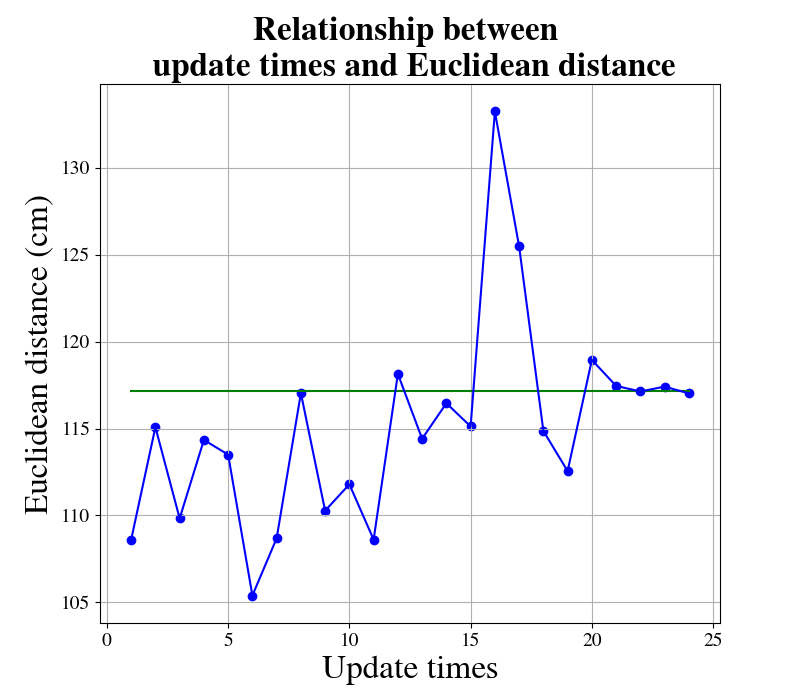 Relationship between
update times and Euclidean distance
Euclidean distance (cm)
130
125
120
115
110
105
0 5 10 15 20 25
Update times